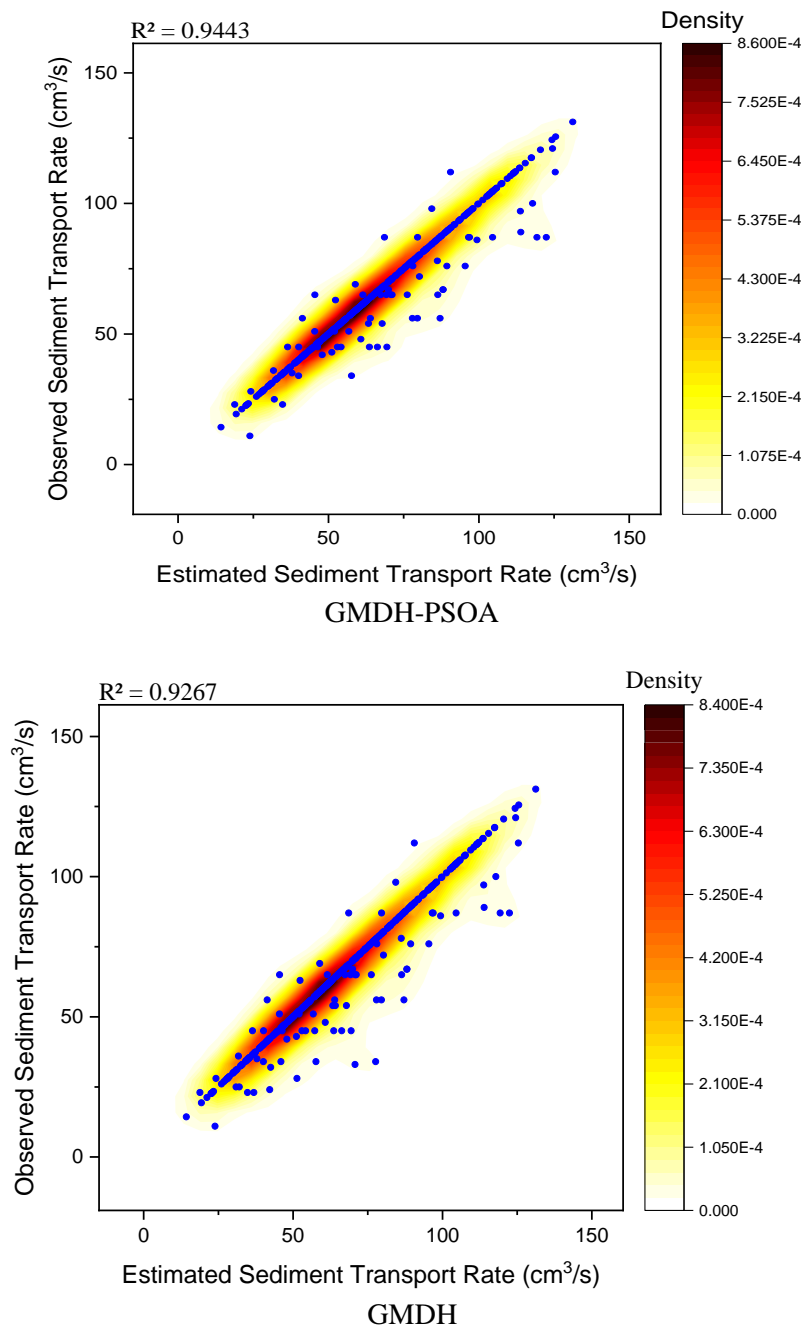 Density
R² = 0.9443
8.600E-4
7.525E-4
6.450E-4
5.375E-4
4.300E-4
3.225E-4
2.150E-4
1.075E-4
0.000
Observed Sediment Transport Rate (cm³/s)
150
100
50
0
0 50 100 150
Estimated Sediment Transport Rate (cm³/s)
GMDH-PSOA
Density
R² = 0.9267
8.400E-4
7.350E-4
6.300E-4
5.250E-4
4.200E-4
3.150E-4
2.100E-4
1.050E-4
0.000
Observed Sediment Transport Rate (cm³/s)
150
100
50
0
0 50 100 150
Estimated Sediment Transport Rate (cm³/s)
GMDH